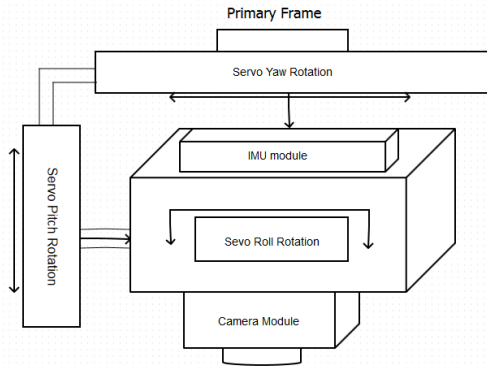 Primary Frame
Servo Yaw Rotation
IMU module
Servo Pitch Rotation
Sevo Roll Rotation
Camera Module